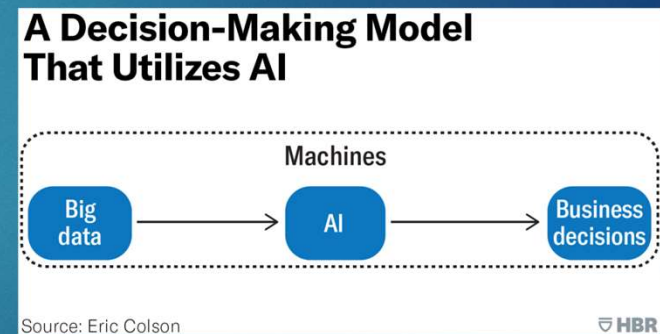 A Decision-Making Model
That Utilizes AI
Machines
Big
data
AI
Business
decisions
Source: Eric Colson
HBR